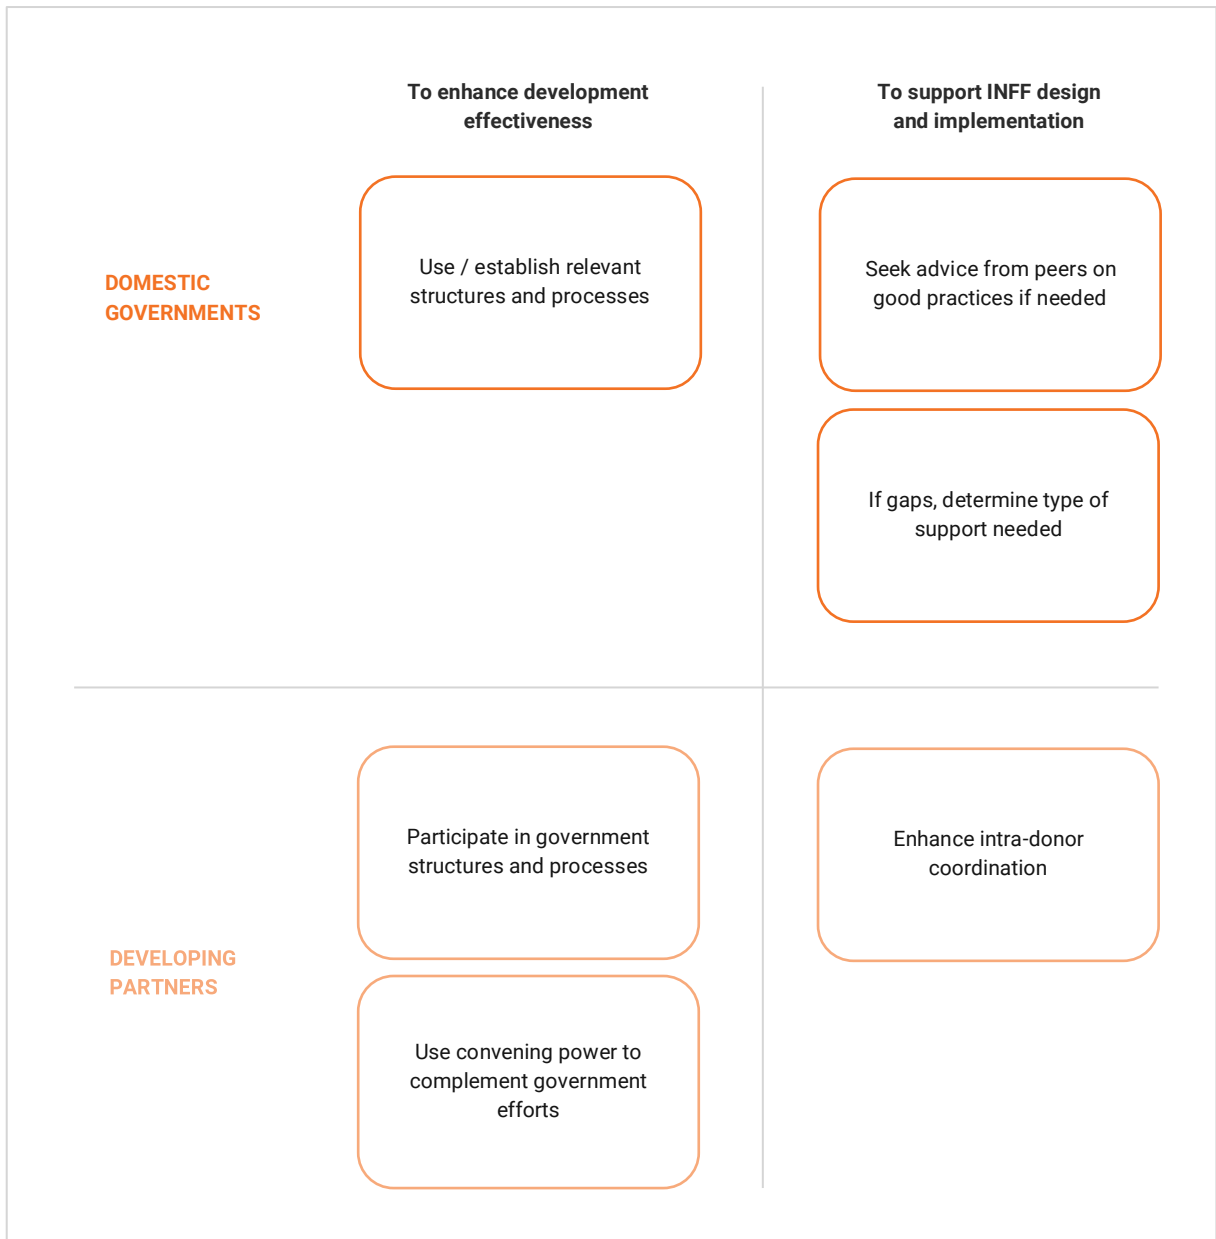 To enhance development
effectiveness
To support INFF design
and implementation
DOMESTIC
GOVERNMENTS
Use / establish relevant
structures and processes
Seek advice from peers on
good practices if needed
If gaps, determine type of
support needed
DEVELOPING
PARTNERS
Participate in government
structures and processes
Enhance intra-donor
coordination
Use convening power to
complement government
efforts